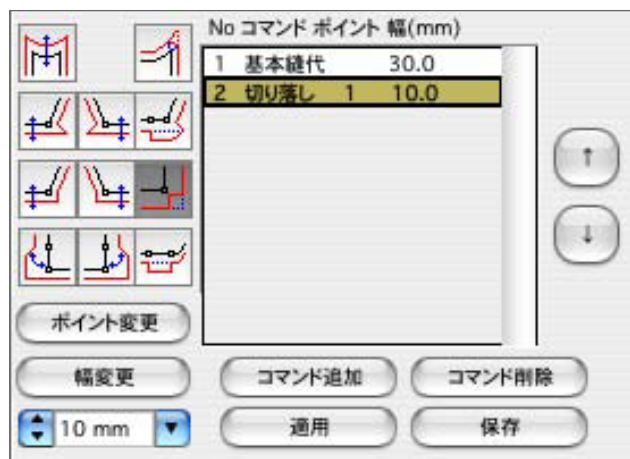 No コマンド ポイント 幅(mm)
1 基本縫代 30.0
2 切り落し 1 10.0
↑
↓
ポイント変更
幅変更 コマンド追加 コマンド削除
10 mm 適用 保存